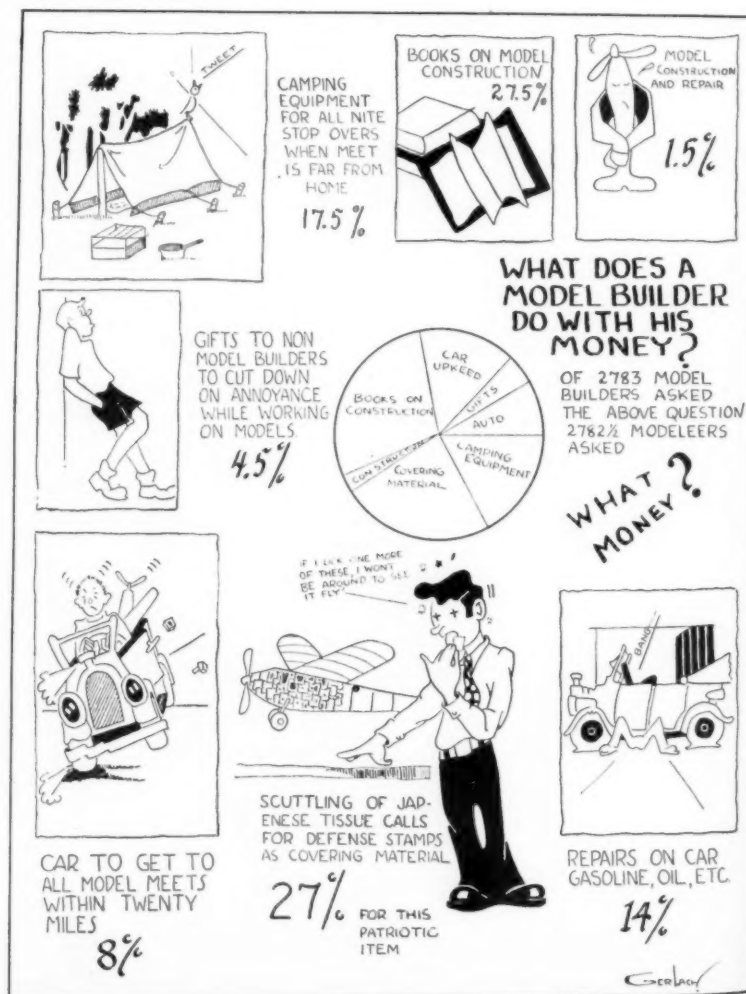 TWEET
CAMPING
EQUIPMENT
FOR ALL NITE
STOP OVERS
WHEN MEET
IS FAR FROM
HOME
17.5%
BOOKS ON MODEL
CONSTRUCTION
27.5%
MODEL
CONSTRUCTION
AND REPAIR
1.5%
WHAT DOES A
MODEL BUILDER
DO WITH HIS
MONEY?
OF 2783 MODEL
BUILDERS ASKED
THE ABOVE QUESTION
2782½ MODELEERS
ASKED
WHAT
MONEY?
GIFTS TO NON
MODEL BUILDERS
TO CUT DOWN
ON ANNOYANCE
WHILE WORKING
ON MODELS.
4.5%
CAR
UPKEED
GIFTS
AUTO
CAMPING
EQUIPMENT
COVERING
MATERIAL
CONSTRUCTION
BOOKS ON
CONSTRUCTION
IF I LICK ONE MORE
OF THESE, I WONT
BE AROUND TO SEE
IT FLY!
BANG
CAR TO GET TO
ALL MODEL MEETS
WITHIN TWENTY
MILES
8%
SCUTTLING OF JAP-
ENESE TISSUE CALLS
FOR DEFENSE STAMPS
AS COVERING MATERIAL
27% FOR THIS
PATRIOTIC
ITEM
REPAIRS ON CAR
GASOLINE, OIL, ETC.
14%
GERLACH